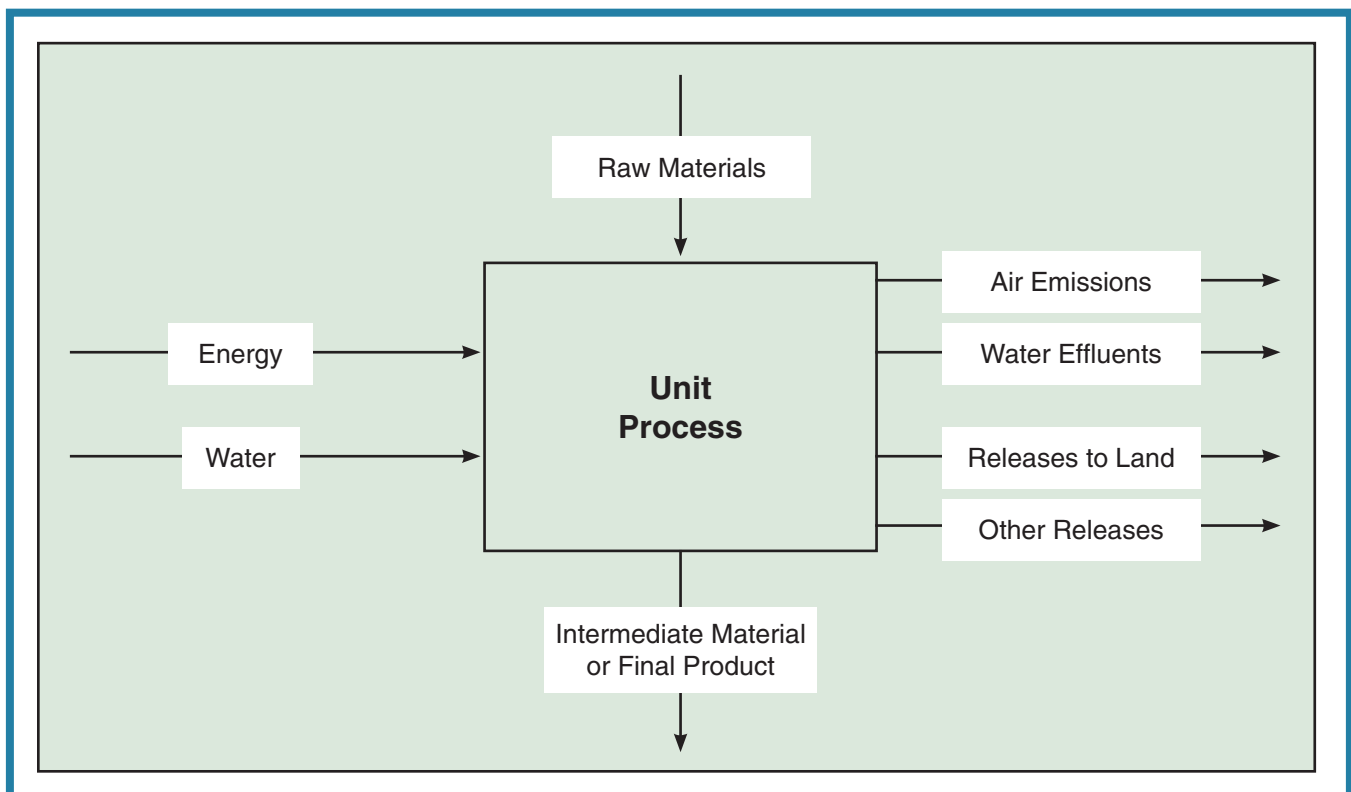 Raw Materials
Air Emissions
Energy
Water Effluents
Unit
Process
Water
Releases to Land
Other Releases
Intermediate Material
or Final Product